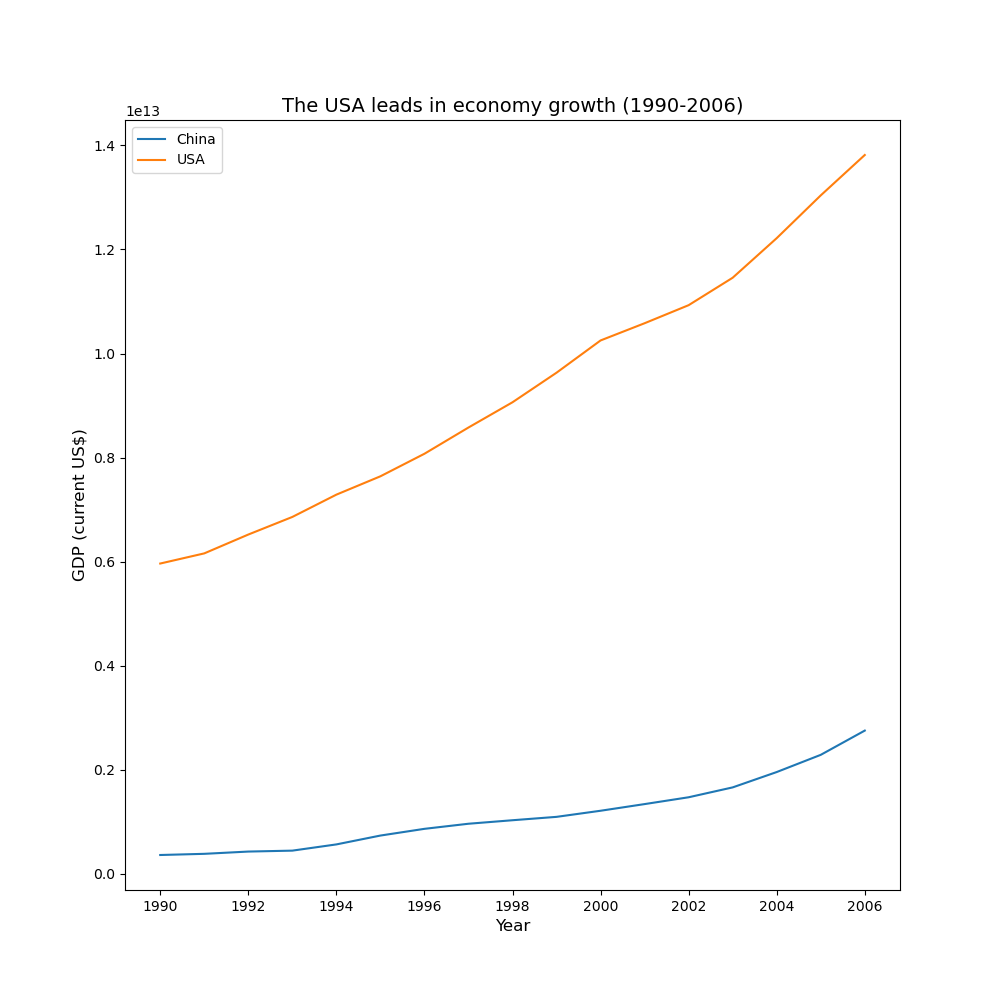 The USA leads in economy growth (1990-2006)
1e13
China
USA
1.4
1.2
1.0
0.8
0.6
0.4
0.2
0.0
GDP (current US$)
1990 1992 1994 1996 1998 2000 2002 2004 2006
Year